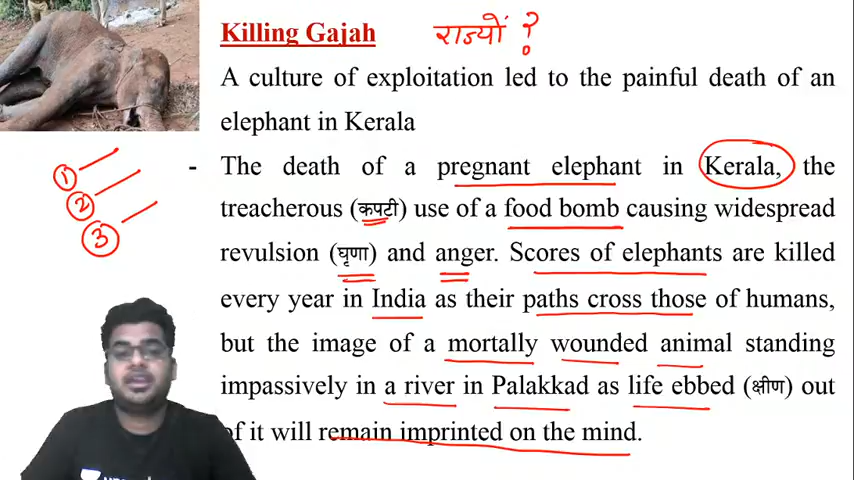 Killing Gajah राज्यों ?
A culture of exploitation led to the painful death of an
elephant in Kerala
- The death of a pregnant elephant in Kerala, the
treacherous (कपटी) use of a food bomb causing widespread
revulsion (घृणा) and anger. Scores of elephants are killed
every year in India as their paths cross those of humans,
but the image of a mortally wounded animal standing
impassively in a river in Palakkad as life ebbed (क्षीण) out
of it will remain imprinted on the mind.
1
2
3